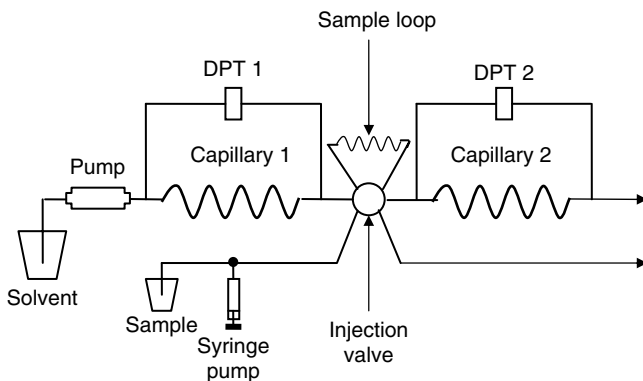 Sample loop
DPT 1
DPT 2
Pump
Capillary 1
Capillary 2
Solvent
Sample
Syringe
pump
Injection
valve